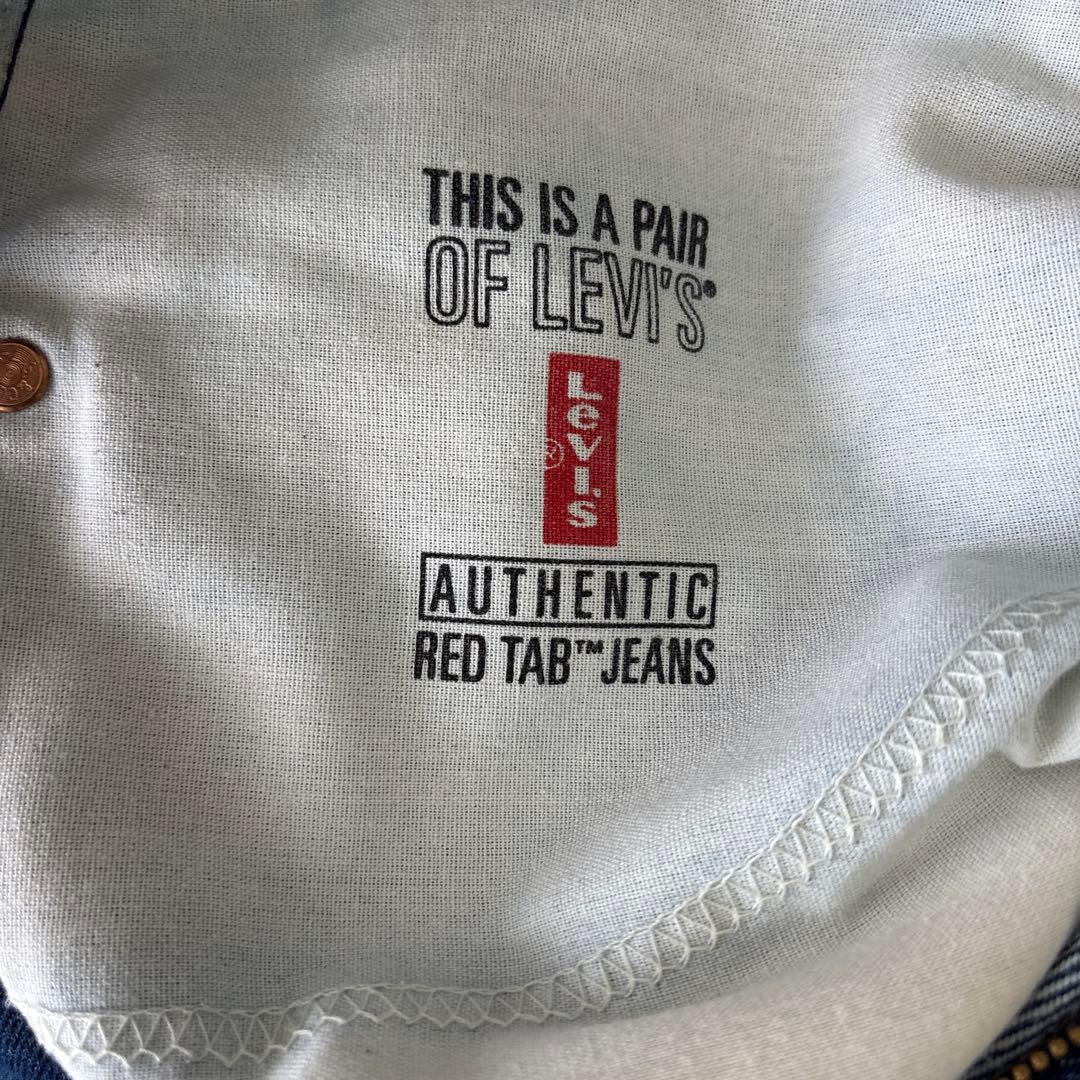 THIS IS A PAIR
OF LEVI'S®
Levi's
®
AUTHENTIC
RED TAB™ JEANS